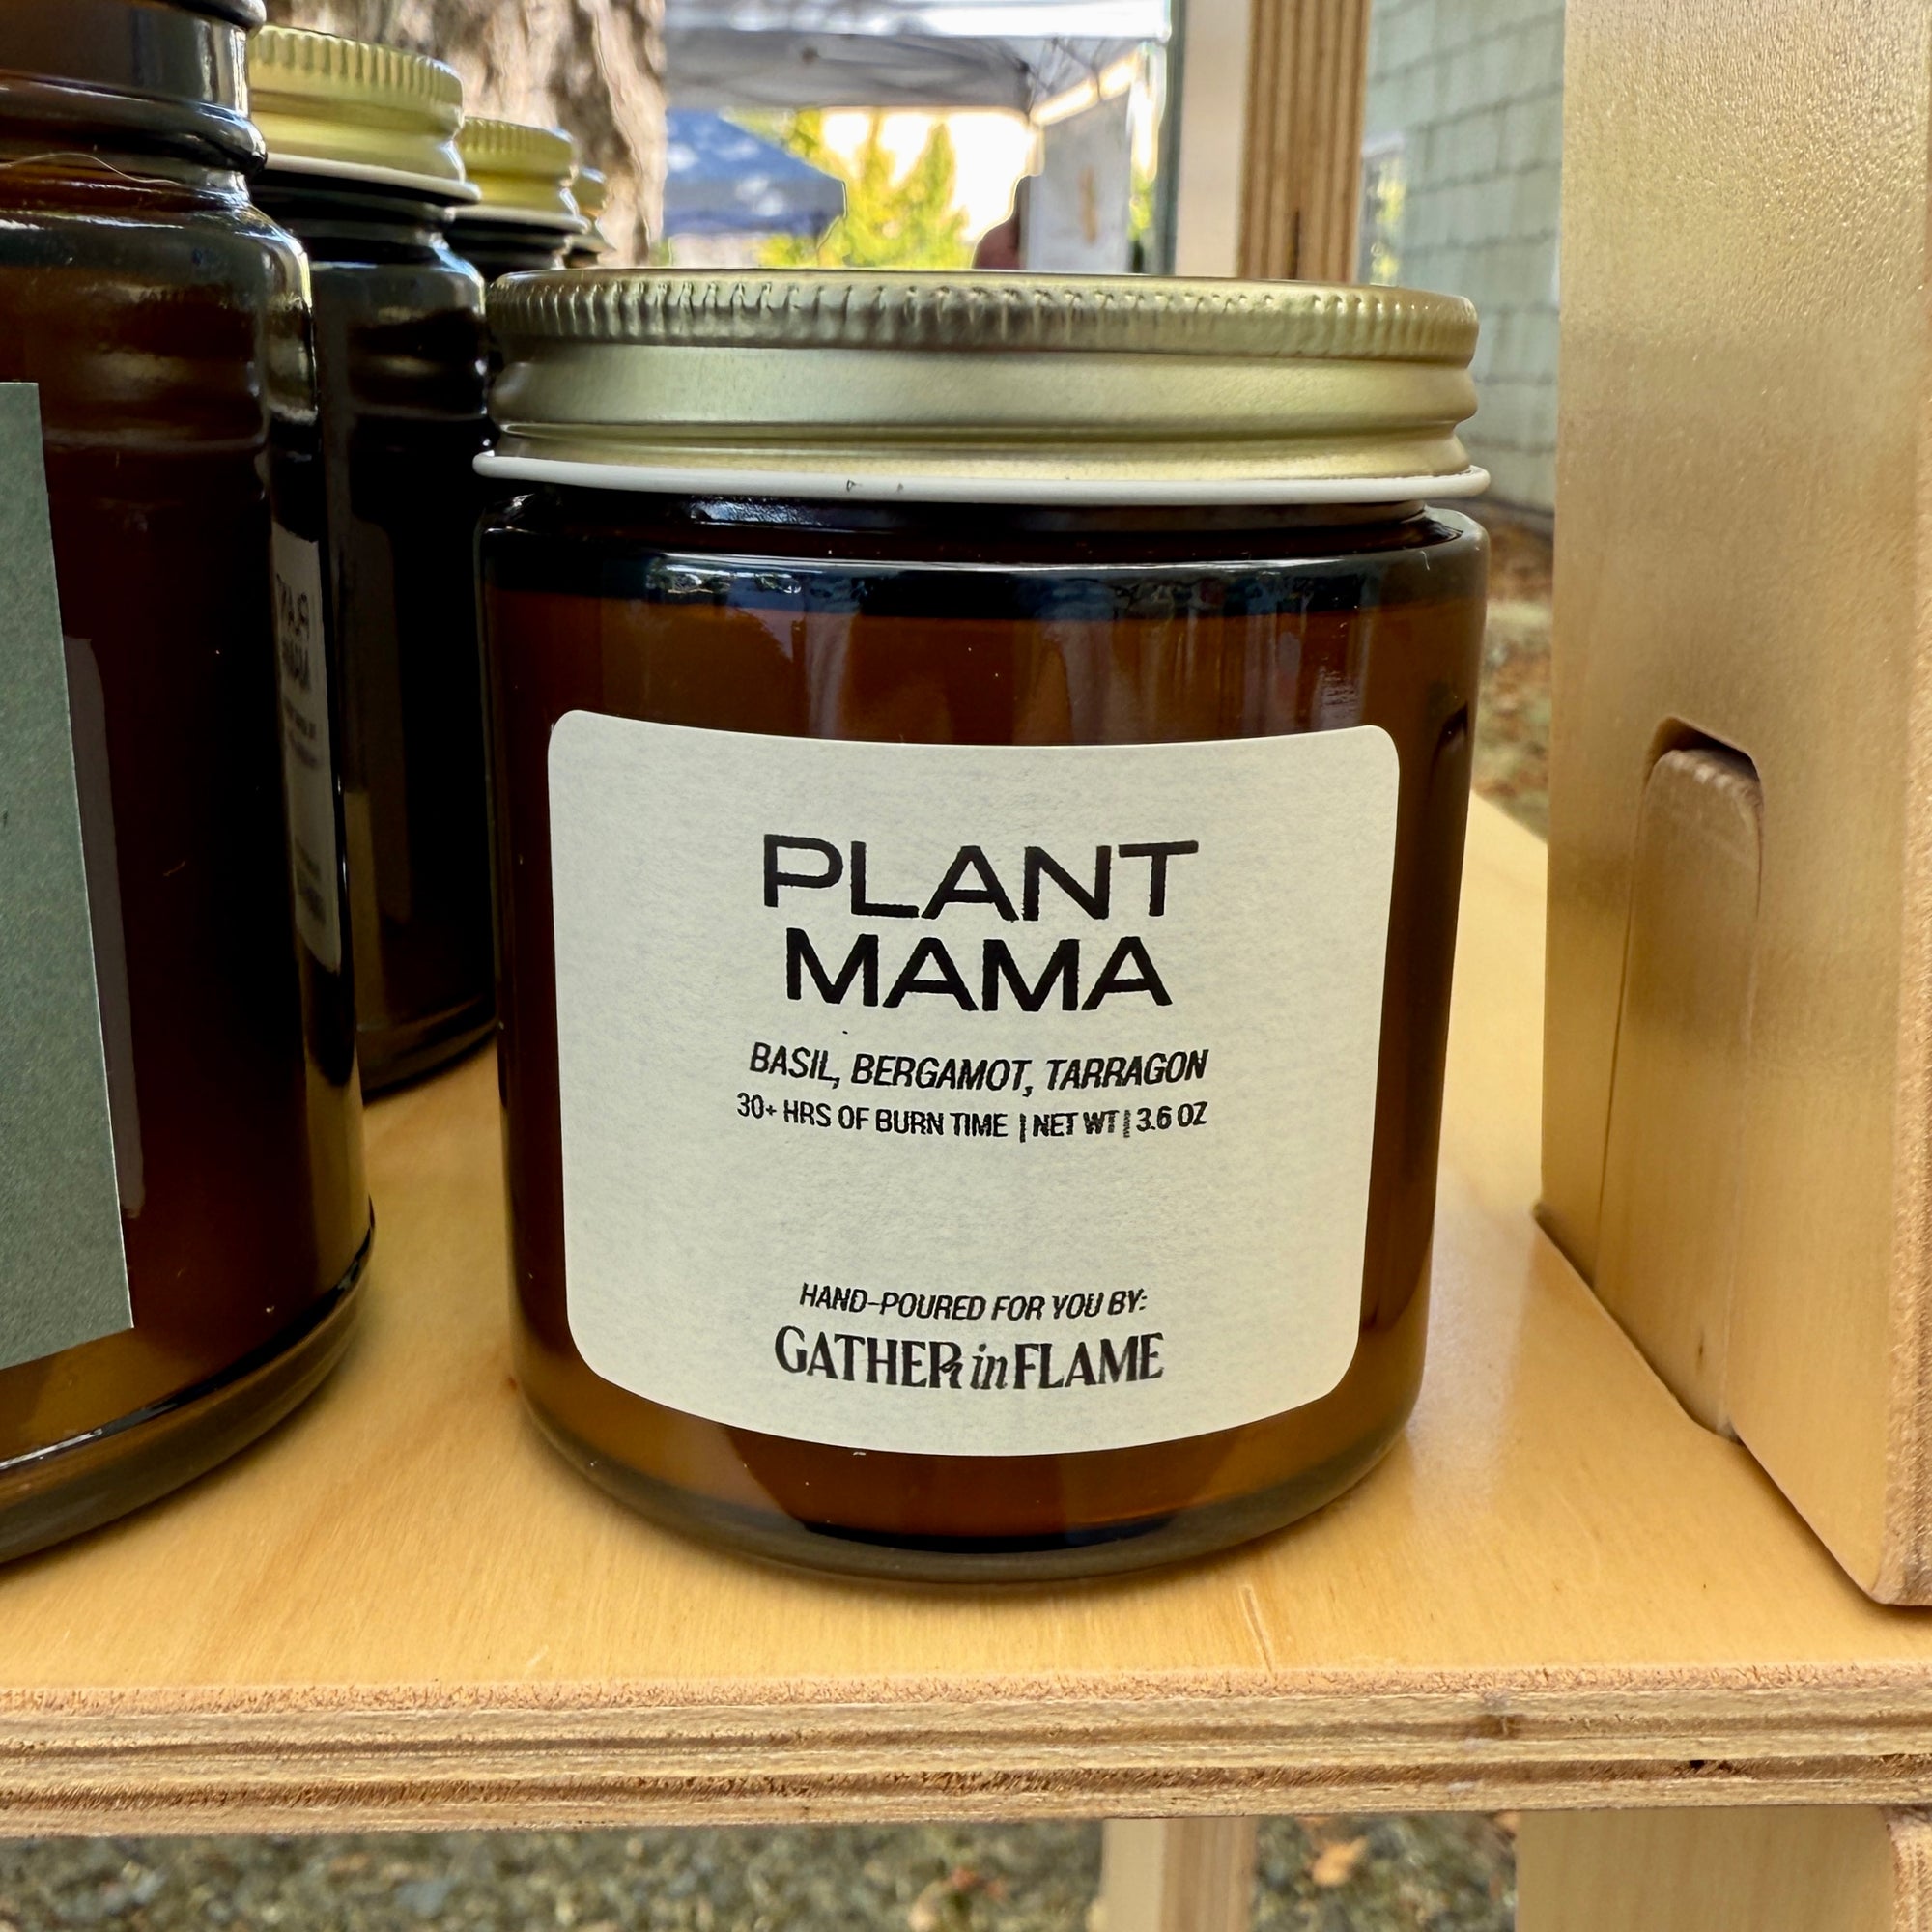 PLANT
MAMA
BASIL, BERGAMOT, TARRAGON
30+ HRS OF BURN TIME | NET WT | 3.6 OZ
HAND-POURED FOR YOU BY:
GATHER in FLAME